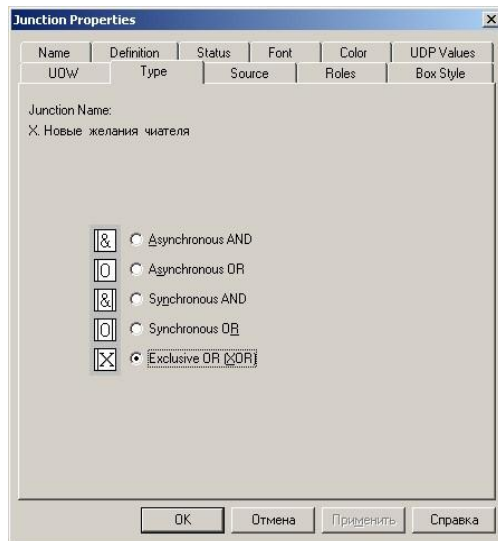 Junction Properties
Name Definition Status Font Color UDP Values
UOW Type Source Roles Box Style
Junction Name:
X. Новые желания чиателя
& Asynchronous AND
O Asynchronous OR
& Synchronous AND
O Synchronous OR
X Exclusive OR (XOR)
OK Отмена Применить Справка